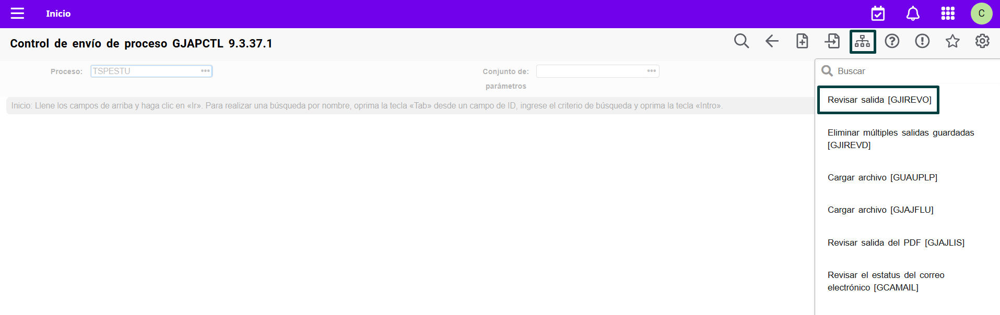 Inicio
C
Control de envío de proceso GJAPCTL 9.3.37.1
Proceso: TSPESTU
Conjunto de:
parámetros
Inicio: Llene los campos de arriba y haga clic en «Ir». Para realizar una búsqueda por nombre, oprima la tecla «Tab» desde un campo de ID, ingrese el criterio de búsqueda y oprima la tecla «Intro».
Buscar
Revisar salida [GJIREVO]
Eliminar múltiples salidas guardadas
[GJIREVD]
Cargar archivo [GUAUPLP]
Cargar archivo [GJAJFLU]
Revisar salida del PDF [GJAJLIS]
Revisar el estatus del correo
electrónico [GCAMAIL]